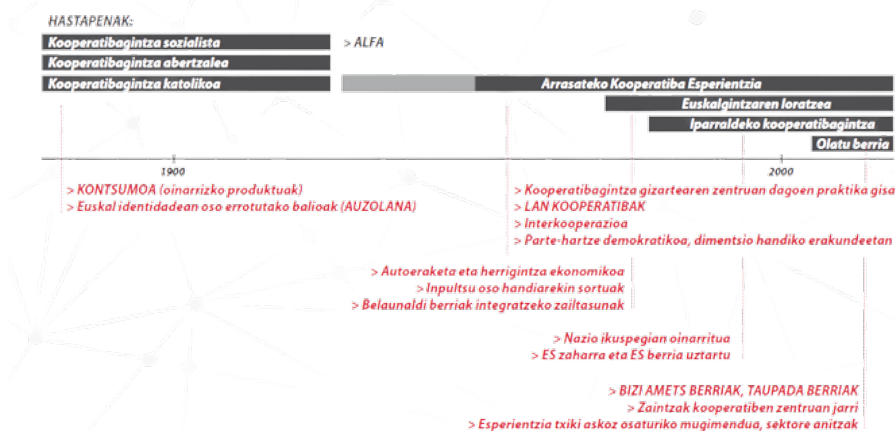 HASTAPENAK:
Kooperatibagintza sozialista
> ALFA
Kooperatibagintza abertzalea
Kooperatibagintza katolikoa
Arrasateko Kooperatiba Esperientzia
Euskalgintzaren loratzea
Iparraldeko kooperatibagintza
Olatu berria
1900
2000
> KONTSUMOA (oinarrizko produktuak)
> Euskal identidadean oso errotutako balioak (AUZOLANA)
> Kooperatibagintza gizartearen zentruan dagoen praktika gisa
> LAN KOOPERATIBAK
> Interkooperazioa
> Parte-hartze demokratikoa, dimentsio handiko erakundeetan
> Autoeraketa eta herrigintza ekonomikoa
> Inpultsu oso handiarekin sortuak
> Belaunaldi berriak integratzeko zailtasunak
> Nazio ikuspegian oinarritua
> ES zaharra eta ES berria uztartu
> BIZI AMETS BERRIAK, TAUPADA BERRIAK
> Zaintzak kooperatiben zentruan jarri
> Esperientzia txiki askoz osaturiko mugimendua, sektore anitzak